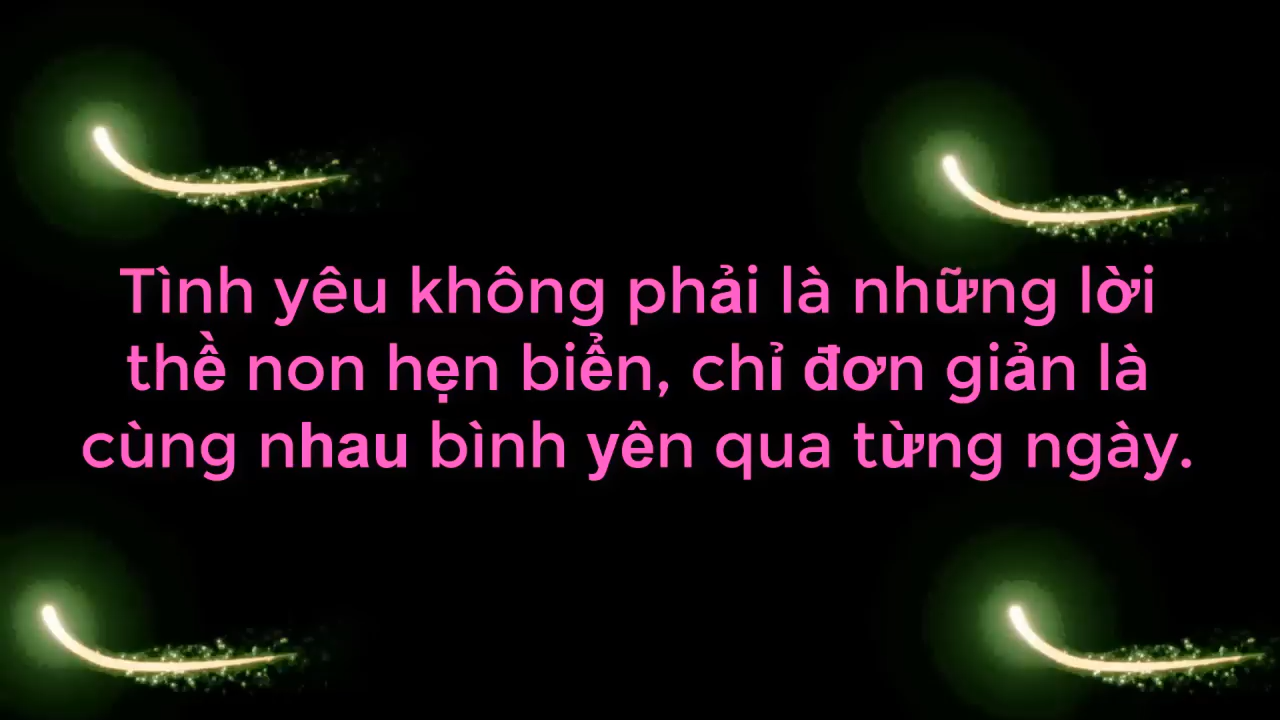 Tình yêu không phải là những lời
thề non hẹn biển, chỉ đơn giản là
cùng nhau bình yên qua từng ngày.